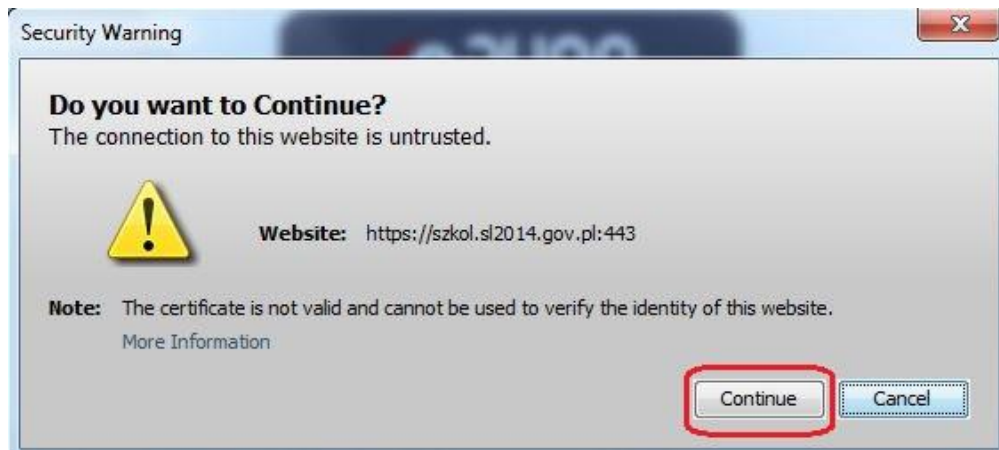 Security Warning
Do you want to Continue?
The connection to this website is untrusted.
Website: https://szkol.sl2014.gov.pl:443
Note: The certificate is not valid and cannot be used to verify the identity of this website.
More Information
Continue Cancel